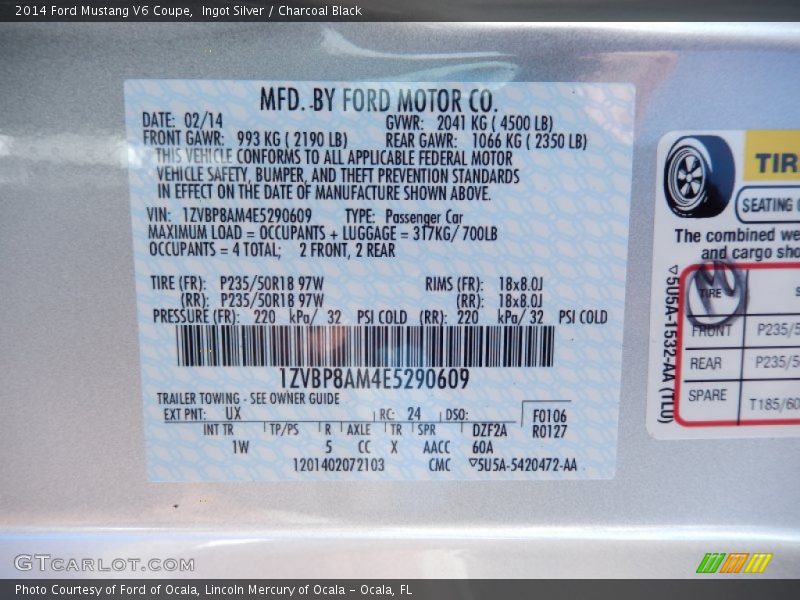 2014 Ford Mustang V6 Coupe,  Ingot Silver / Charcoal Black
MFD. BY FORD MOTOR CO.
DATE: 02/14 GVWR: 2041 KG ( 4500 LB)
FRONT GAWR: 993 KG ( 2190 LB) REAR GAWR: 1066 KG ( 2350 LB)
THIS VEHICLE CONFORMS TO ALL APPLICABLE FEDERAL MOTOR
VEHICLE SAFETY, BUMPER, AND THEFT PREVENTION STANDARDS
IN EFFECT ON THE DATE OF MANUFACTURE SHOWN ABOVE.
VIN: 1ZVBP8AM4E5290609 TYPE: Passenger Car
MAXIMUM LOAD = OCCUPANTS + LUGGAGE = 317KG/ 700LB
OCCUPANTS = 4 TOTAL; 2 FRONT, 2 REAR
TIRE (FR): P235/50R18 97W RIMS (FR): 18x8.0J
(RR): P235/50R18 97W (RR): 18x8.0J
PRESSURE (FR): 220 kPa/ 32 PSI COLD (RR): 220 kPa/ 32 PSI COLD
1ZVBP8AM4E5290609
TRAILER TOWING - SEE OWNER GUIDE
EXT PNT: UX RC: 24 DSO: F0106
INT TR TP/PS R AXLE TR SPR DZF2A R0127
1W 5 CC X AACC 60A
1201402072103 CMC ▽5U5A-5420472-AA
TIR
SEATING
The combined we
and cargo sho
▽5U5A-1532-AA (TLU)
TIRE S
FRONT P235/5
REAR P235/5
SPARE T185/60
GTCARLOT.COM
Photo Courtesy of Ford of Ocala, Lincoln Mercury of Ocala – Ocala, FL